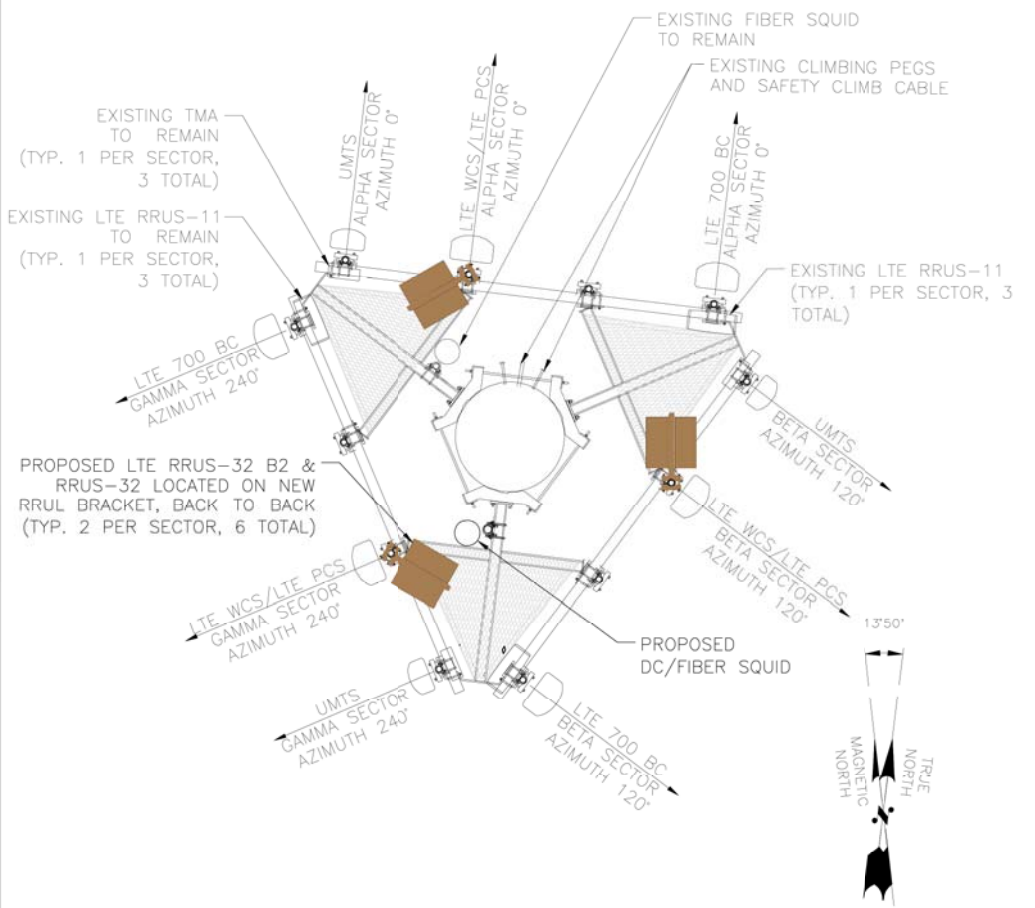 EXISTING FIBER SQUID
TO REMAIN
EXISTING CLIMBING PEGS
AND SAFETY CLIMB CABLE
EXISTING TMA
TO REMAIN
(TYP. 1 PER SECTOR,
3 TOTAL)
UMTS
ALPHA SECTOR
AZIMUTH 0°
LTE WCS/LTE PCS
ALPHA SECTOR
AZIMUTH 0°
LTE 700 BC
ALPHA SECTOR
AZIMUTH 0°
EXISTING LTE RRUS-11
TO REMAIN
(TYP. 1 PER SECTOR,
3 TOTAL)
EXISTING LTE RRUS-11
(TYP. 1 PER SECTOR, 3
TOTAL)
LTE 700 BC
GAMMA SECTOR
AZIMUTH 240°
UMTS
BETA SECTOR
AZIMUTH 120°
PROPOSED LTE RRUS-32 B2 &
RRUS-32 LOCATED ON NEW
RRUL BRACKET, BACK TO BACK
(TYP. 2 PER SECTOR, 6 TOTAL)
LTE WCS/LTE PCS
BETA SECTOR
AZIMUTH 120°
LTE WCS/LTE PCS
GAMMA SECTOR
AZIMUTH 240°
PROPOSED
DC/FIBER SQUID
13°50'
UMTS
GAMMA SECTOR
AZIMUTH 240°
LTE 700 BC
BETA SECTOR
AZIMUTH 120°
TRUE
NORTH
MAGNETIC
NORTH
N